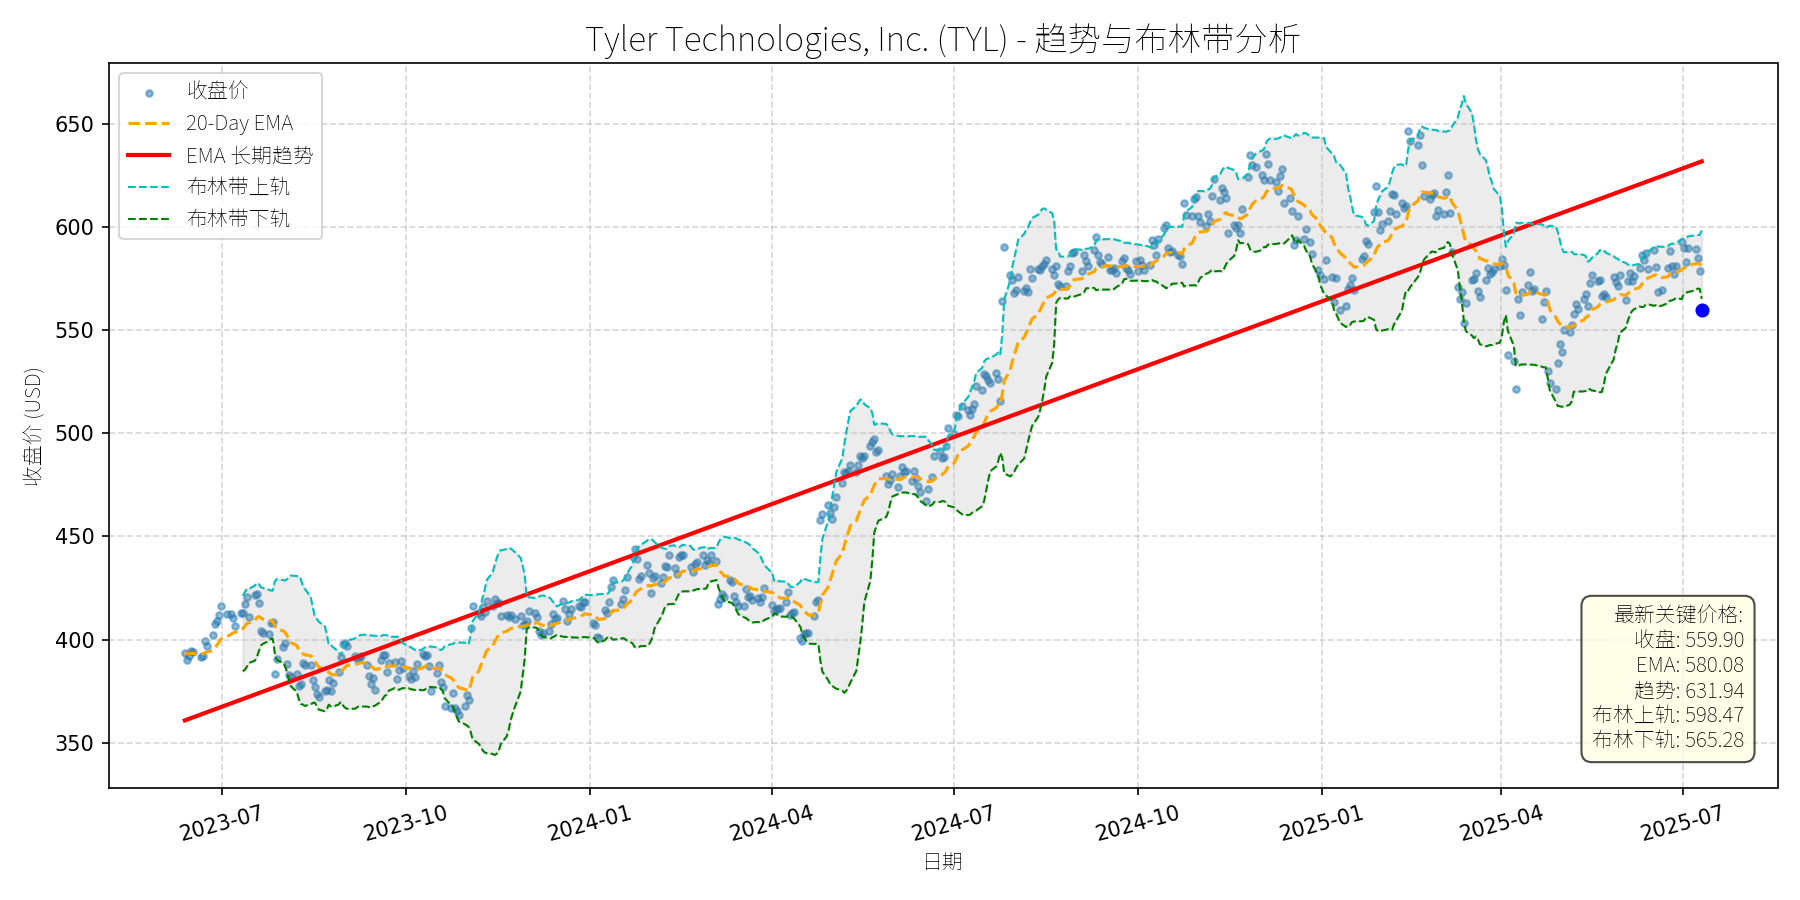 Tyler Technologies, Inc. (TYL) - 趋势与布林带分析
收盘价
20-Day EMA
EMA 长期趋势
布林带上轨
布林带下轨
收盘价 (USD)
650
600
550
500
450
400
350
最新关键价格:
收盘: 559.90
EMA: 580.08
趋势: 631.94
布林上轨: 598.47
布林下轨: 565.28
2023-07
2023-10
2024-01
2024-04
2024-07
2024-10
2025-01
2025-04
2025-07
日期